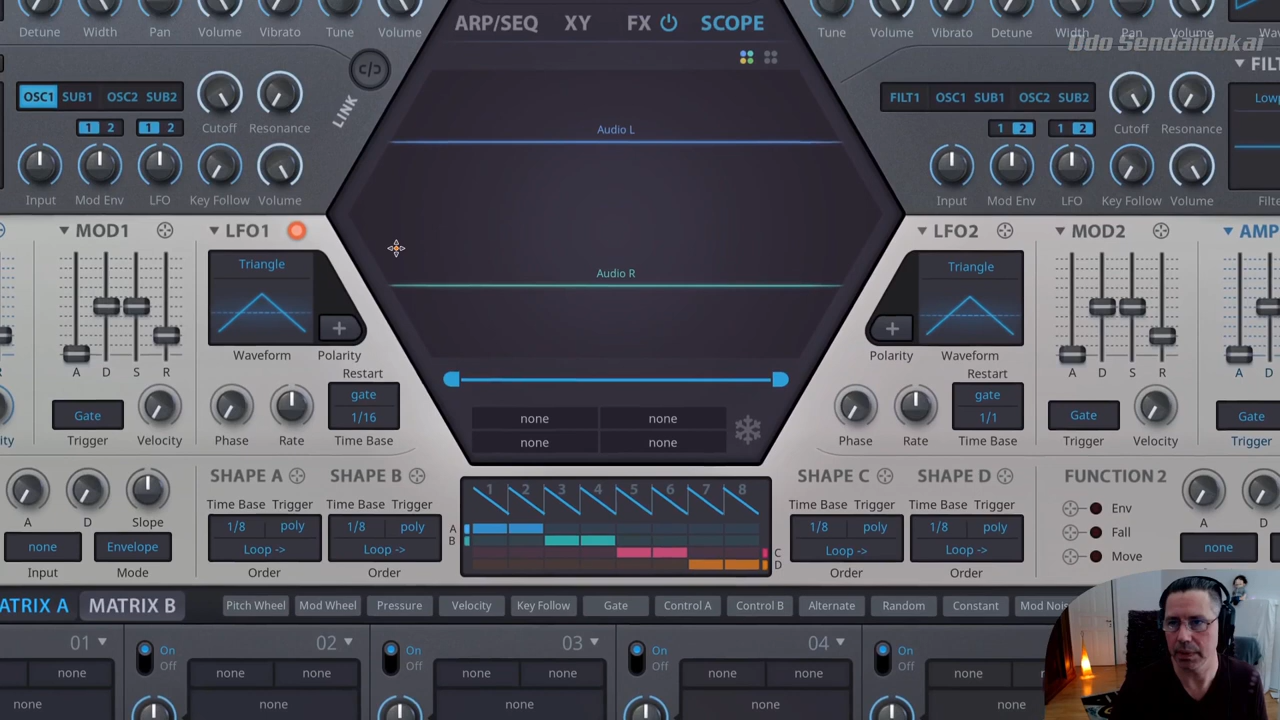 ARP/SEQ XY FX SCOPE
Detune Width Pan Volume Vibrato Tune Volume
Tune Volume Vibrato Detune Width Pan
Odo Sendaidokai
OSC1 SUB1 OSC2 SUB2
1 2 1 2
Cutoff Resonance
LINK
Input Mod Env LFO Key Follow Volume
Audio L
Audio R
FILT1 OSC1 SUB1 OSC2 SUB2
1 2 1 2
Cutoff Resonance
Input Mod Env LFO Key Follow Volume
MOD1
A D S R
Gate
Trigger Velocity
LFO1
Triangle
Waveform Polarity
Restart
gate
1/16
Phase Rate Time Base
none none
none none
LFO2
Triangle
Polarity Waveform
Restart
gate
1/1
Phase Rate Time Base
MOD2
A D S R
Gate
Trigger Velocity
AMP
A D
Gate
Trigger
A D Slope
none Envelope
Input Mode
SHAPE A SHAPE B
Time Base Trigger Time Base Trigger
1/8 poly 1/8 poly
Loop -> Loop ->
Order Order
1 2 3 4 5 6 7 8
A
B
C
D
SHAPE C SHAPE D
Time Base Trigger Time Base Trigger
1/8 poly 1/8 poly
Loop -> Loop ->
Order Order
FUNCTION 2
Env
Fall
Move
A D
none
MATRIX B
Pitch Wheel Mod Wheel Pressure Velocity Key Follow Gate Control A Control B Alternate Random Constant
01 02 03 04
On On On On
Off Off Off Off
none none none none none none none none
none none none none none